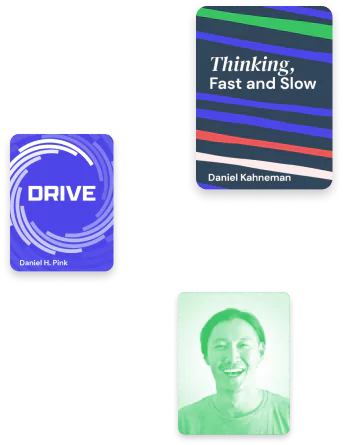 Thinking,
Fast and Slow
Daniel Kahneman
DRIVE
Daniel H. Pink